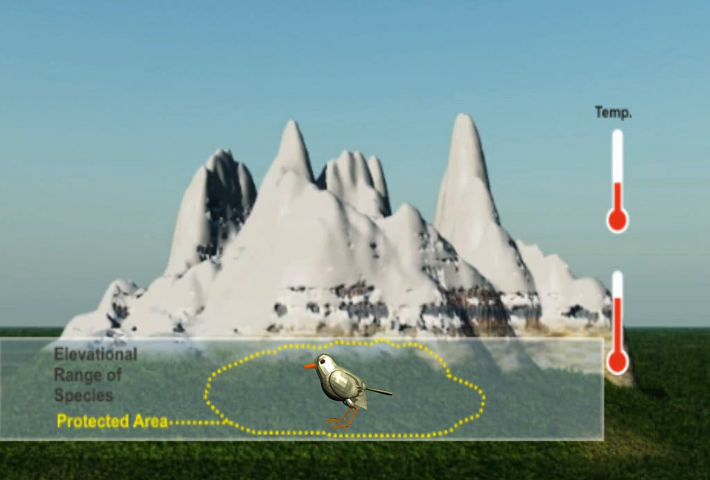 Temp.
Elevational
Range of
Species
Protected Area